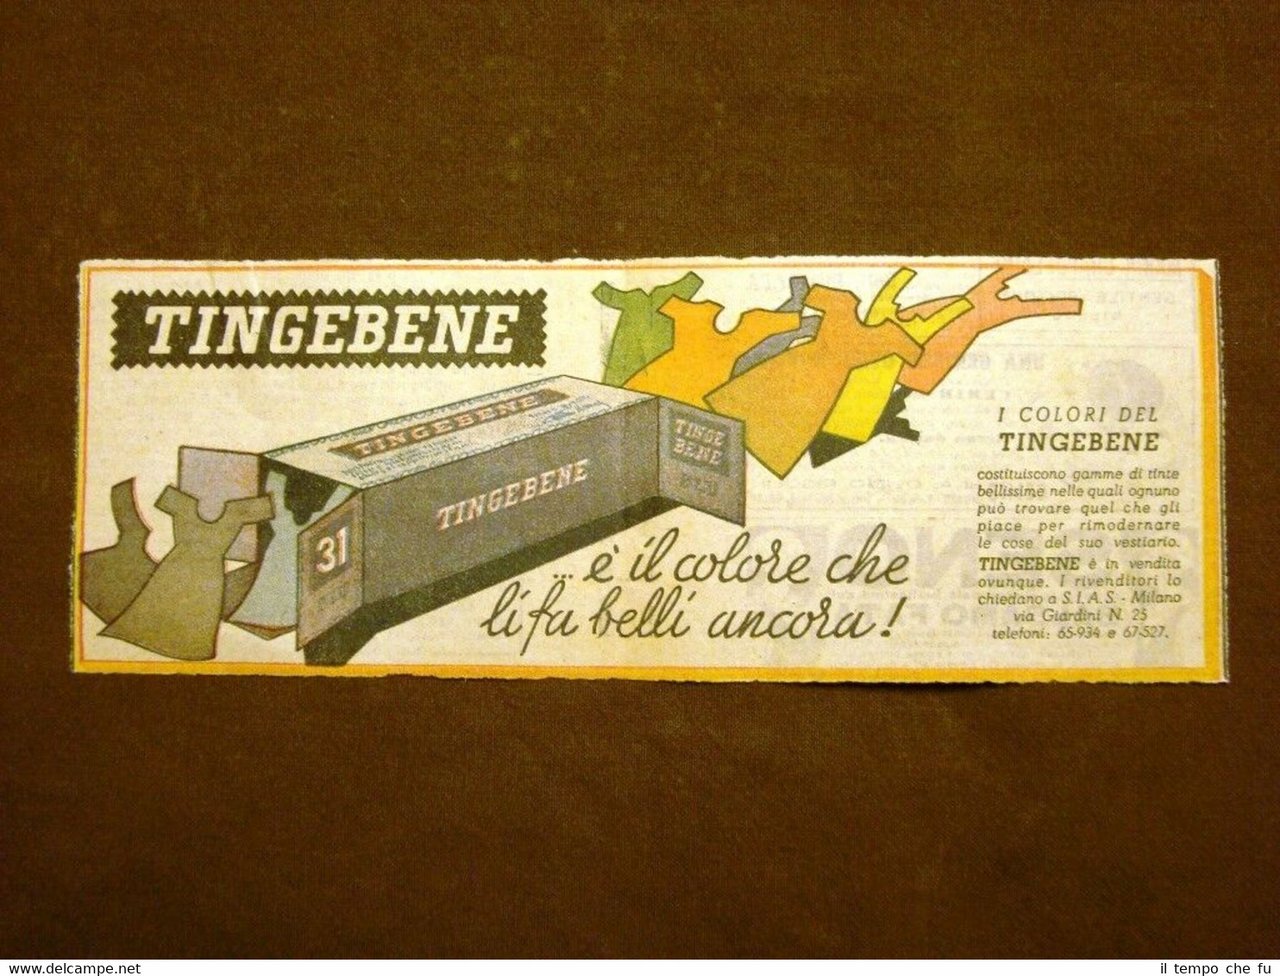 TINGEBENE
TINGEBENE
TINGEBENE
TINGE
BENE
31
... è il colore che
li fa belli ancora!
I COLORI DEL
TINGEBENE
costituiscono gamme di tinte
bellissime nelle quali ognuno
può trovare quel che gli
piace per rimodernare
le cose del suo vestiario.
TINGEBENE è in vendita
ovunque. I rivenditori lo
chiedano a S.I.A.S. - Milano
via Giardini N. 25
telefoni: 65-934 e 67-527.
www.delcampe.net
il tempo che fu